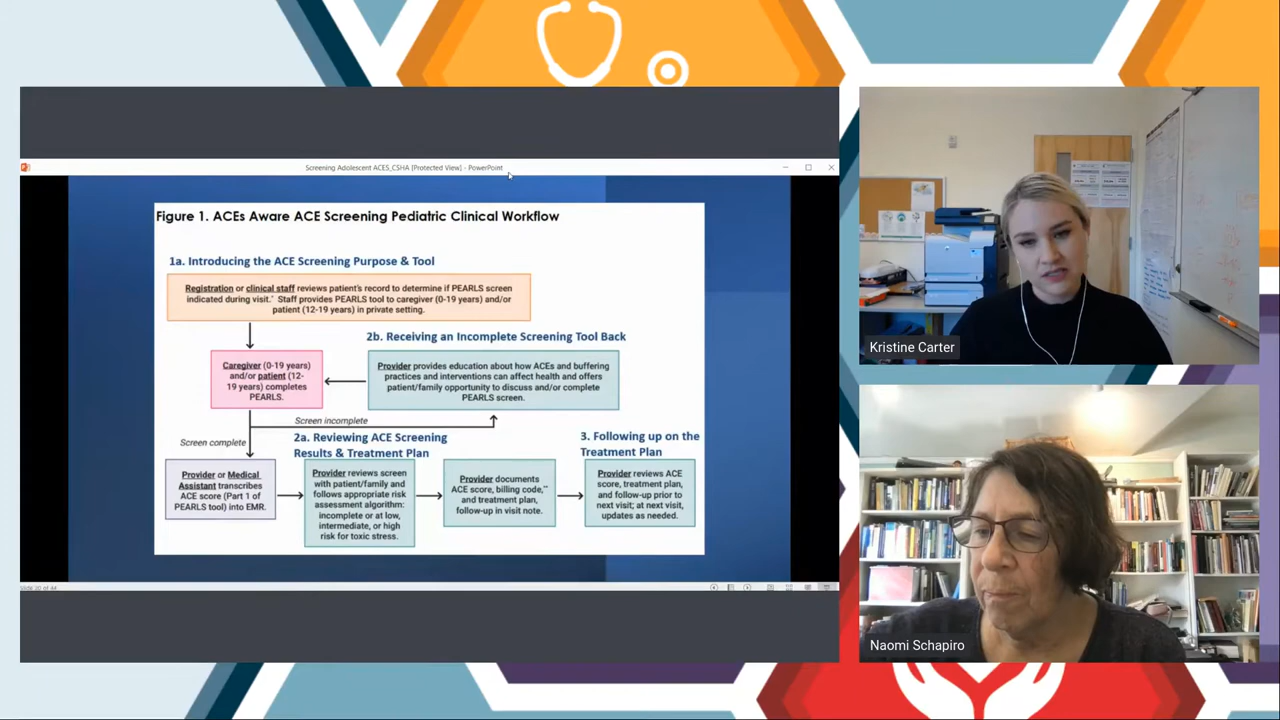 Screening Adolescent ACES_CSHA [Protected View] - PowerPoint
Figure 1. ACEs Aware ACE Screening Pediatric Clinical Workflow
1a. Introducing the ACE Screening Purpose & Tool
Registration or clinical staff reviews patient's record to determine if PEARLS screen
indicated during visit.* Staff provides PEARLS tool to caregiver (0-19 years) and/or
patient (12-19 years) in private setting.
2b. Receiving an Incomplete Screening Tool Back
Caregiver (0-19 years)
and/or patient (12-
19 years) completes
PEARLS.
Provider provides education about how ACEs and buffering
practices and interventions can affect health and offers
patient/family opportunity to discuss and/or complete
PEARLS screen.
Screen incomplete
Screen complete
2a. Reviewing ACE Screening
Results & Treatment Plan
3. Following up on the
Treatment Plan
Provider or Medical
Assistant transcribes
ACE score (Part 1 of
PEARLS tool) into EMR.
Provider reviews screen
with patient/family and
follows appropriate risk
assessment algorithm:
incomplete or at low,
intermediate, or high
risk for toxic stress.
Provider documents
ACE score, billing code,**
and treatment plan,
follow-up in visit note.
Provider reviews ACE
score, treatment plan,
and follow-up prior to
next visit; at next visit,
updates as needed.
Kristine Carter
Naomi Schapiro